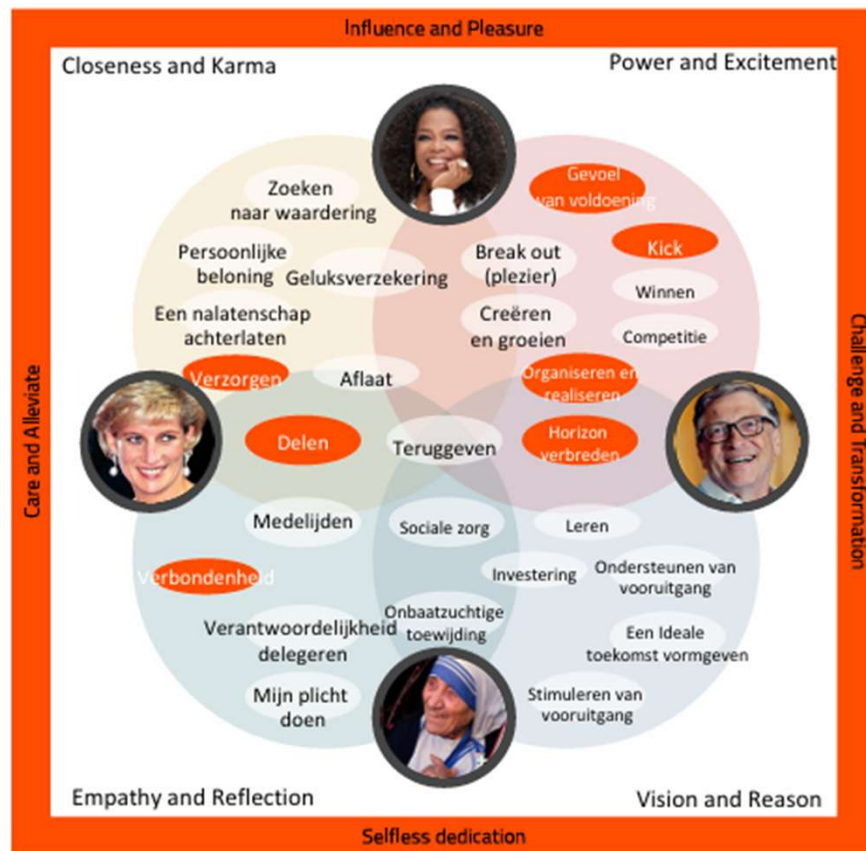 Influence and Pleasure
Closeness and Karma
Power and Excitement
Zoeken
naar waardering
Gevoel
van voldoening
Persoonlijke
beloning
Geluksverzekering
Break out
(plezier)
Kick
Winnen
Een nalatenschap
achterlaten
Creëren
en groeien
Competitie
Verzorgen
Aflaat
Organiseren en
realiseren
Care and Alleviate
Challenge and Transformation
Delen
Teruggeven
Horizon
verbreden
Medelijden
Sociale zorg
Leren
Verbondenheid
Investering
Ondersteunen van
vooruitgang
Verantwoordelijkheid
delegeren
Onbaatzuchtige
toewijding
Een Ideale
toekomst vormgeven
Mijn plicht
doen
Stimuleren van
vooruitgang
Empathy and Reflection
Vision and Reason
Selfless dedication